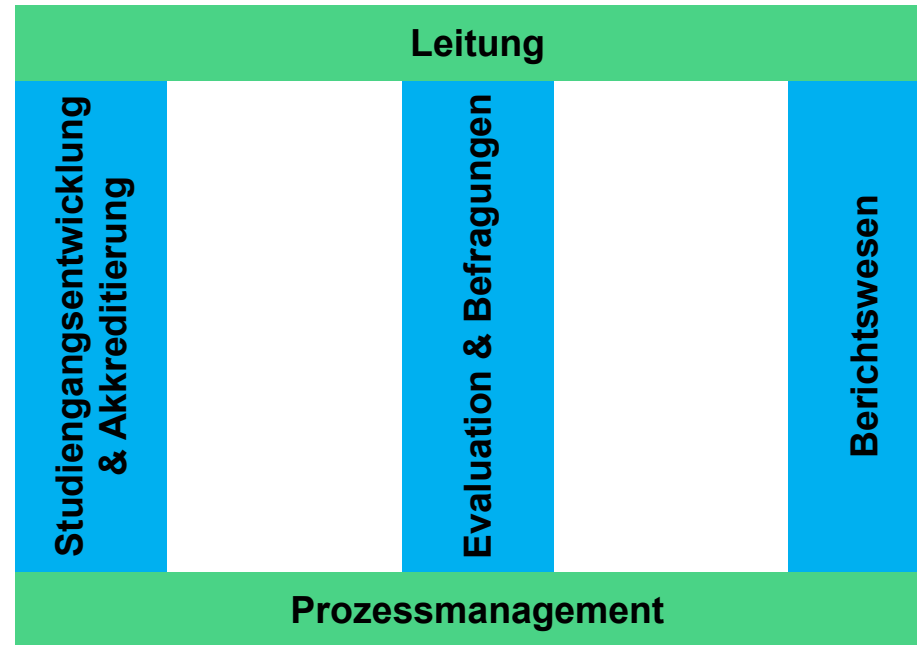 Leitung
Studiengangsentwicklung
& Akkreditierung
Evaluation & Befragungen
Berichtswesen
Prozessmanagement